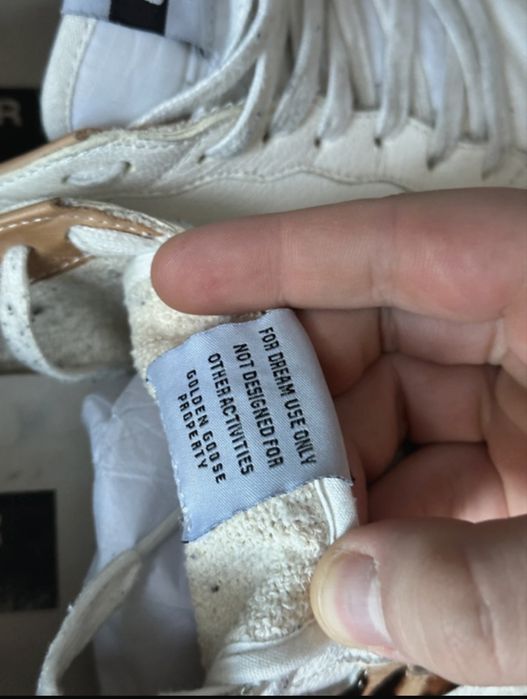 FOR DREAM USE ONLY
NOT DESIGNED FOR
OTHER ACTIVITIES
GOLDEN GOOSE
PROPERTY
R